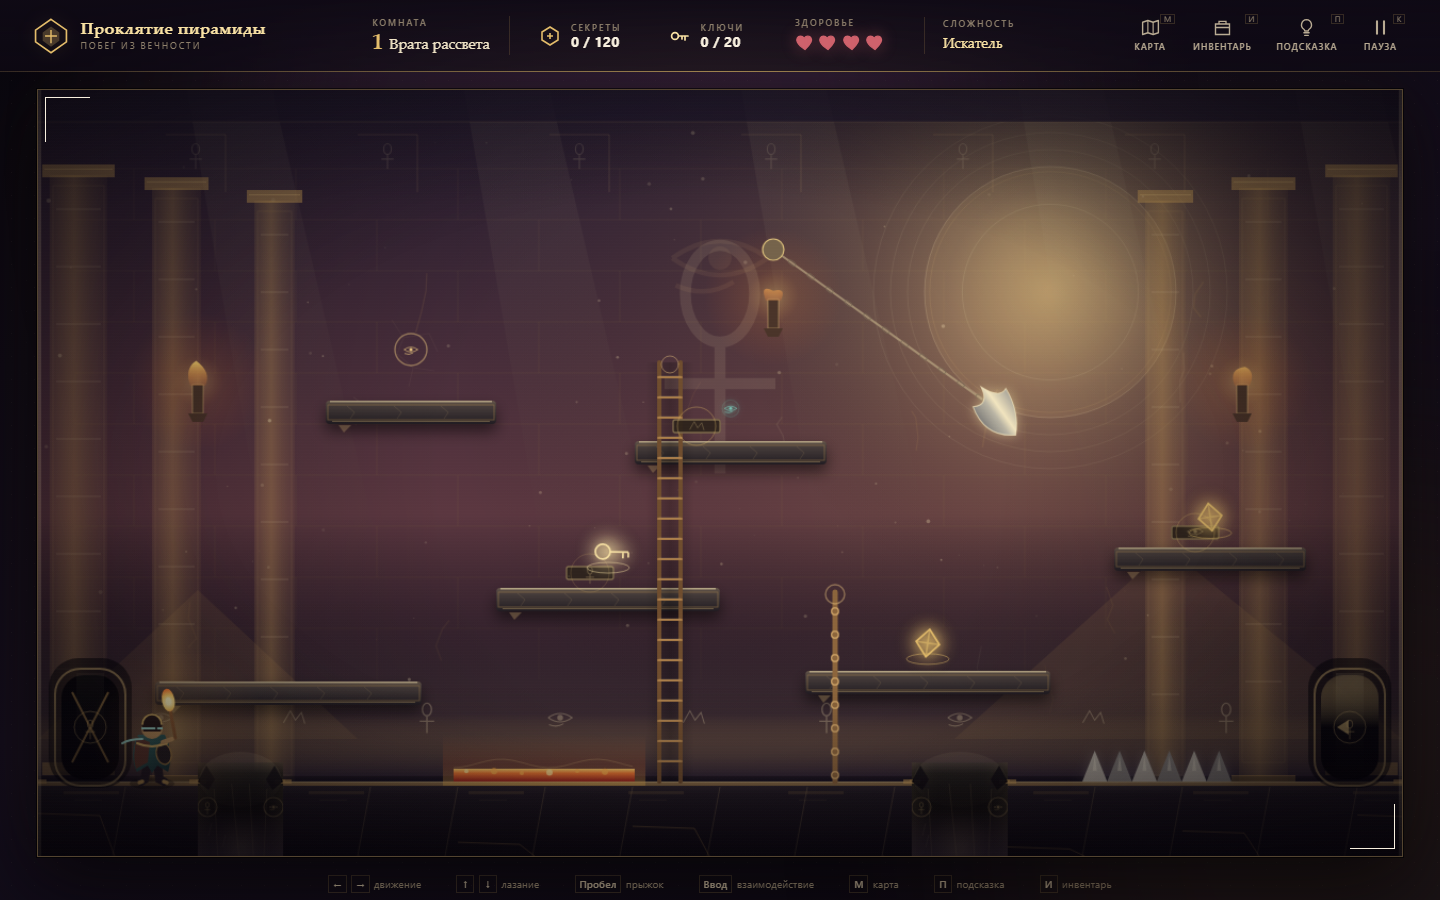 Проклятие пирамиды
ПОБЕГ ИЗ ВЕЧНОСТИ
КОМНАТА
1 Врата рассвета
СЕКРЕТЫ
0 / 120
КЛЮЧИ
0 / 20
ЗДОРОВЬЕ
СЛОЖНОСТЬ
Искатель
М
КАРТА
И
ИНВЕНТАРЬ
П
ПОДСКАЗКА
К
ПАУЗА
← → движение
↑ ↓ лазание
Пробел прыжок
Ввод взаимодействие
М карта
П подсказка
И инвентарь